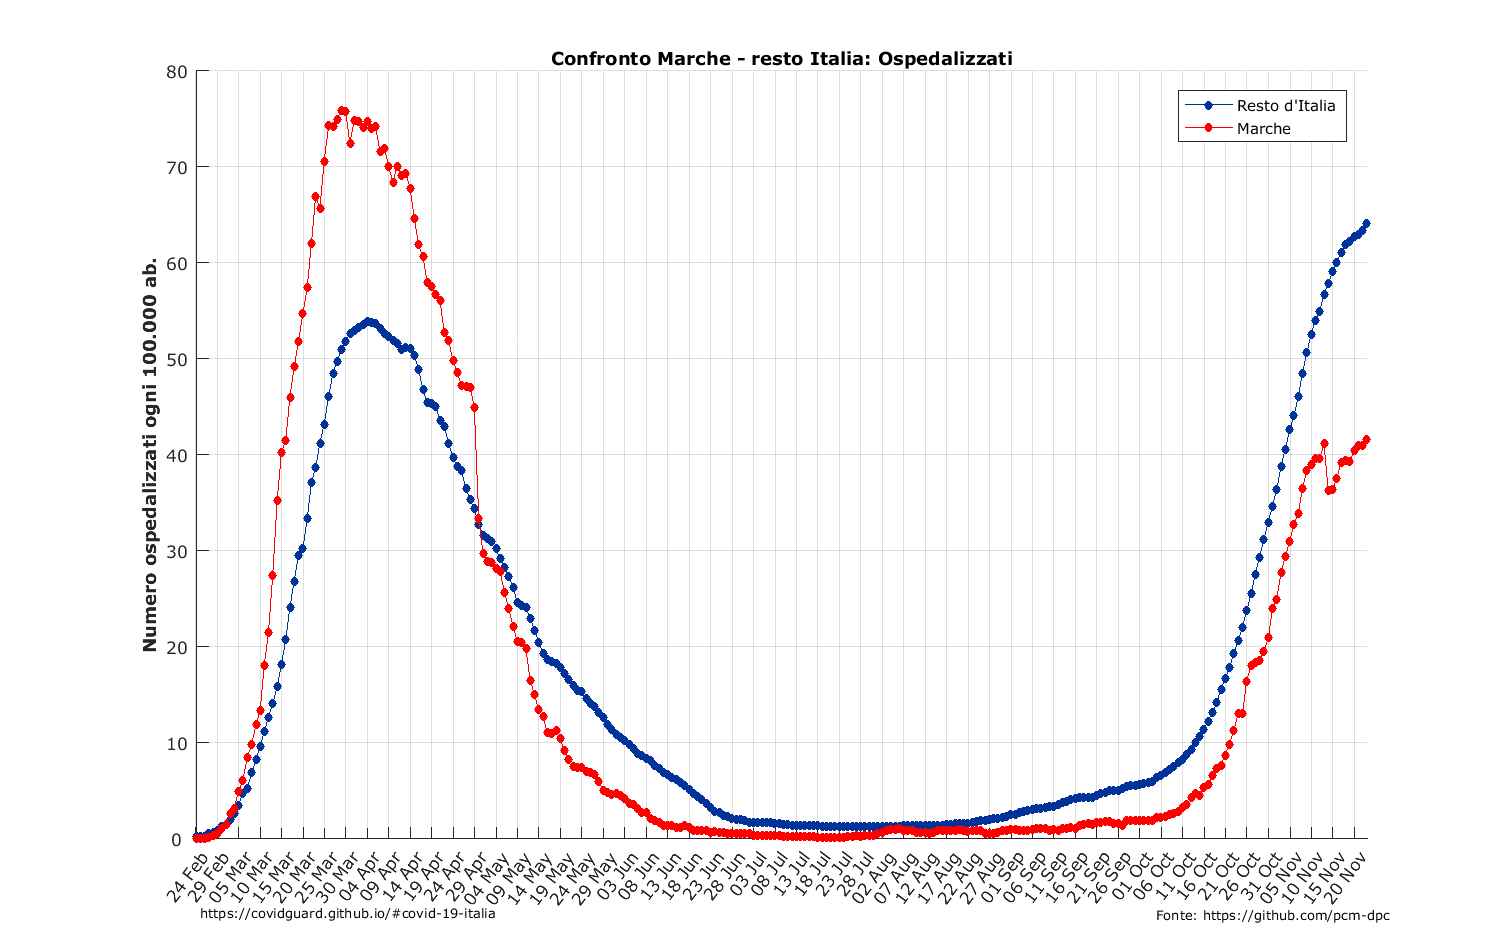 Confronto Marche - resto Italia: Ospedalizzati
Resto d'Italia
Marche
Numero ospedalizzati ogni 100.000 ab.
80
70
60
50
40
30
20
10
0
24 Feb
29 Feb
05 Mar
10 Mar
15 Mar
20 Mar
25 Mar
30 Mar
04 Apr
09 Apr
14 Apr
19 Apr
24 Apr
29 Apr
04 May
09 May
14 May
19 May
24 May
29 May
03 Jun
08 Jun
13 Jun
18 Jun
23 Jun
28 Jun
03 Jul
08 Jul
13 Jul
18 Jul
23 Jul
28 Jul
02 Aug
07 Aug
12 Aug
17 Aug
22 Aug
27 Aug
01 Sep
06 Sep
11 Sep
16 Sep
21 Sep
26 Sep
01 Oct
06 Oct
11 Oct
16 Oct
21 Oct
26 Oct
31 Oct
05 Nov
10 Nov
15 Nov
20 Nov
https://covidguard.github.io/#covid-19-italia
Fonte: https://github.com/pcm-dpc